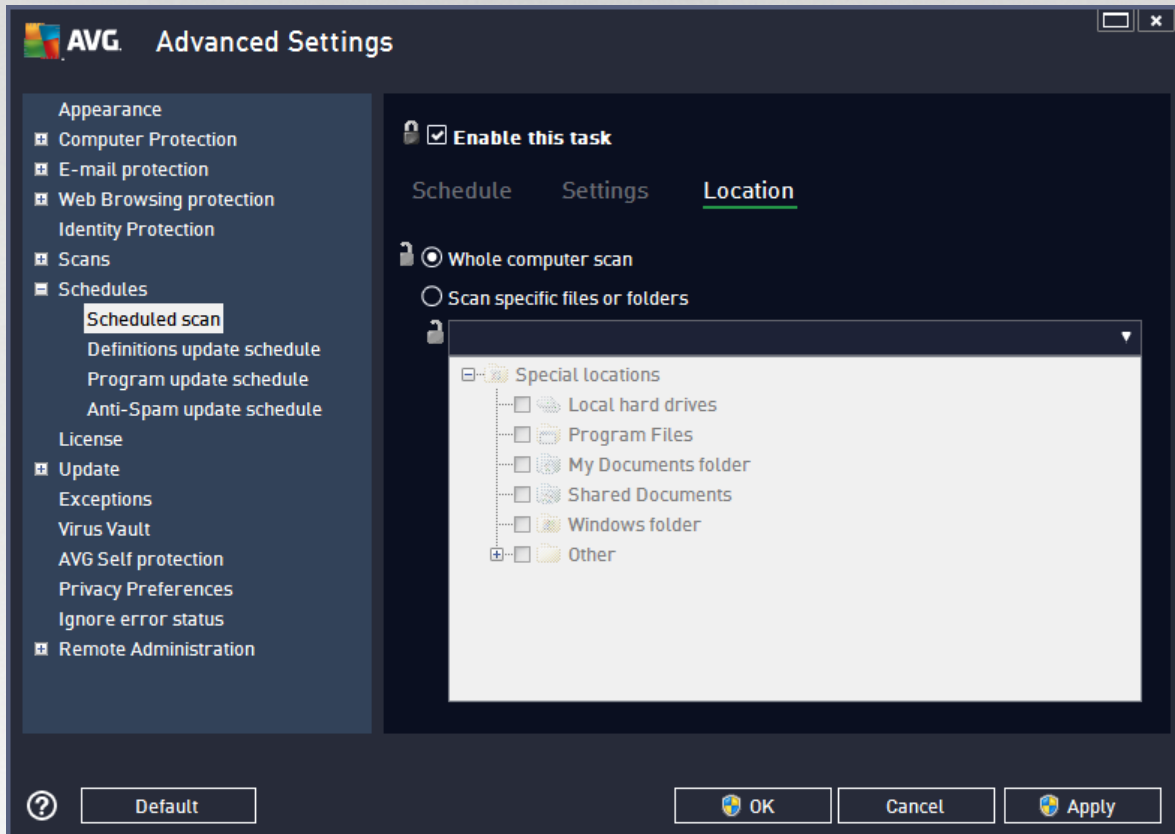 AVG. Advanced Settings
Appearance
Computer Protection
E-mail protection
Web Browsing protection
Identity Protection
Scans
Schedules
Scheduled scan
Definitions update schedule
Program update schedule
Anti-Spam update schedule
License
Update
Exceptions
Virus Vault
AVG Self protection
Privacy Preferences
Ignore error status
Remote Administration
Enable this task
Schedule Settings Location
Whole computer scan
Scan specific files or folders
Special locations
Local hard drives
Program Files
My Documents folder
Shared Documents
Windows folder
Other
? Default OK Cancel Apply